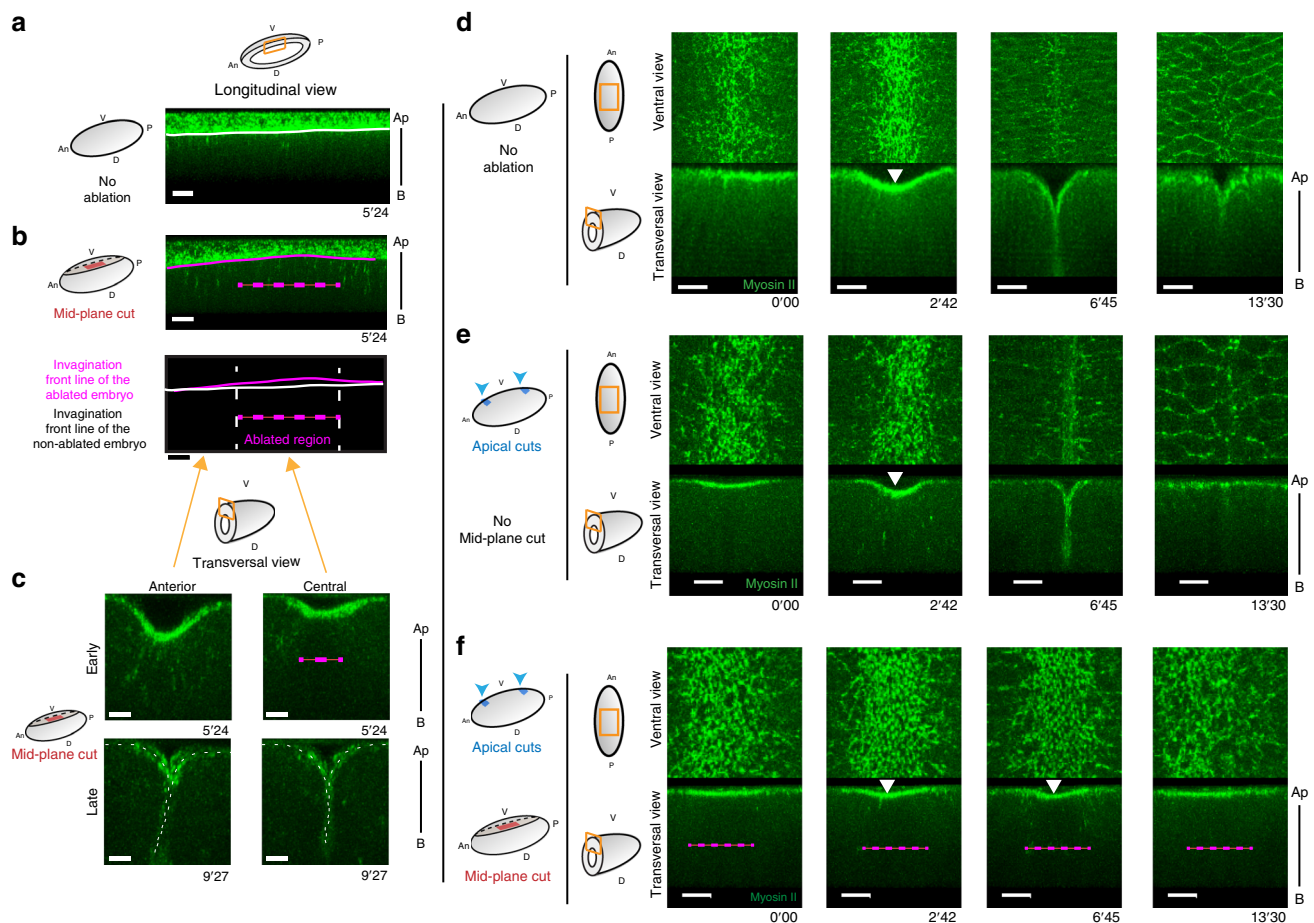 a
V
P
An
D
Longitudinal view
V
P
An
D
No
ablation
Ap
B
5′24
b
V
P
An
D
Mid-plane cut
Ap
B
5′24
Invagination
front line of the
ablated embryo
Invagination
front line of the
non-ablated embryo
Ablated region
V
D
Transversal view
c
Anterior
Central
Early
Ap
B
5′24
5′24
V
P
An
D
Mid-plane cut
Late
Ap
B
9′27
9′27
d
V
P
An
D
No
ablation
An
P
V
D
Ventral view
Transversal view
Myosin II
Ap
B
0′00
2′42
6′45
13′30
e
V
P
An
D
Apical cuts
No
Mid-plane cut
An
P
V
D
Ventral view
Transversal view
Myosin II
Ap
B
0′00
2′42
6′45
13′30
f
V
P
An
D
Apical cuts
V
P
An
D
Mid-plane cut
An
P
V
D
Ventral view
Transversal view
Myosin II
Ap
B
0′00
2′42
6′45
13′30